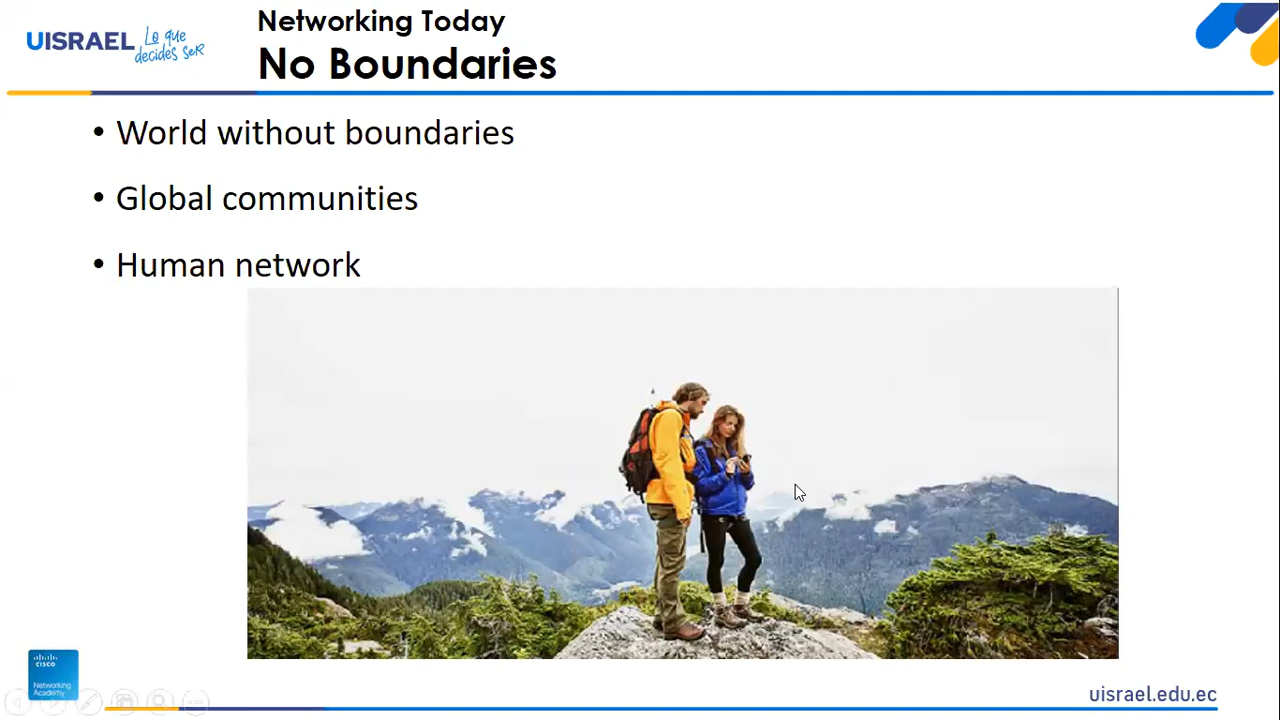 UISRAEL Lo que
decides seR
Networking Today
No Boundaries
• World without boundaries
• Global communities
• Human network
CISCO
Networking
Academy
uisrael.edu.ec